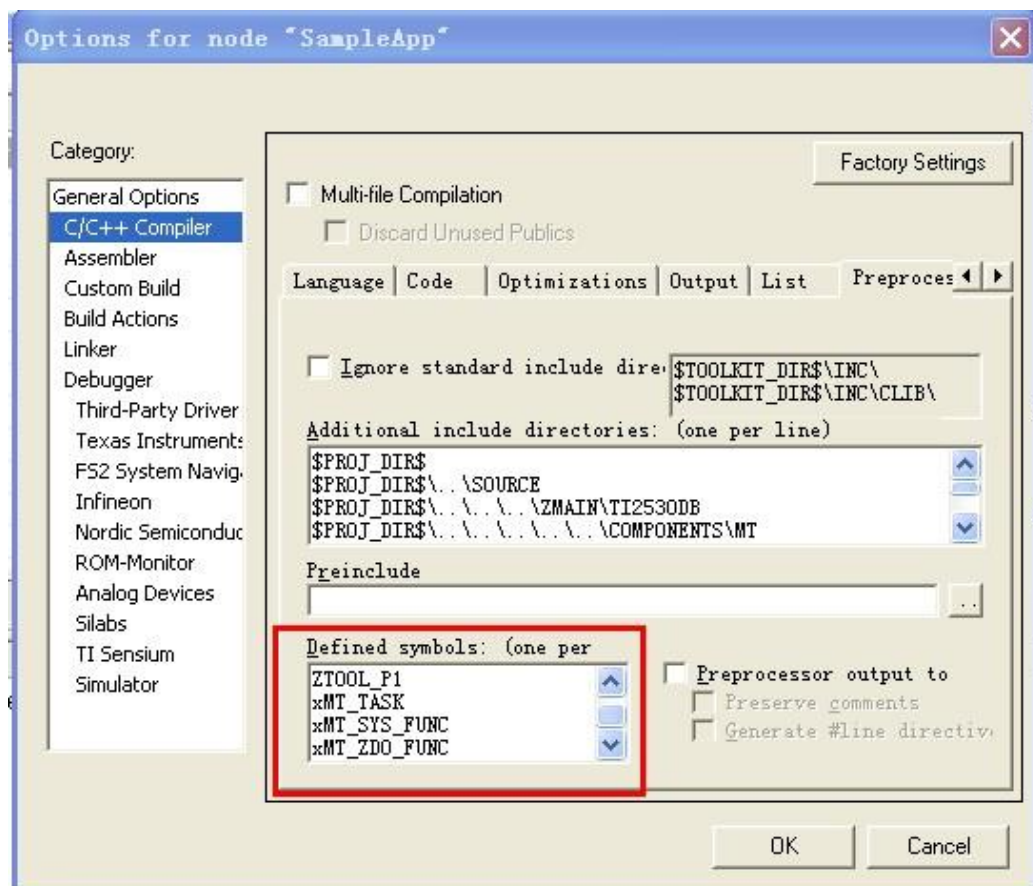 Options for node "SampleApp"
Category:
General Options
C/C++ Compiler
Assembler
Custom Build
Build Actions
Linker
Debugger
Third-Party Driver
Texas Instruments
FS2 System Navig
Infineon
Nordic Semiconduc
ROM-Monitor
Analog Devices
Silabs
TI Sensium
Simulator
Factory Settings
Multi-file Compilation
Discard Unused Publics
Language
Code
Optimizations
Output
List
Preproces
Ignore standard include dire
$TOOLKIT_DIR$\INC\
$TOOLKIT_DIR$\INC\CLIB\
Additional include directories: (one per line)
$PROJ_DIR$
$PROJ_DIR$\..\SOURCE
$PROJ_DIR$\..\..\..\ZMAIN\TI2530DB
$PROJ_DIR$\..\..\..\..\..\COMPONENTS\MT
Preinclude
..
Defined symbols: (one per
ZTOOL_P1
xMT_TASK
xMT_SYS_FUNC
xMT_ZDO_FUNC
Preprocessor output to
Preserve comments
Generate #line directiv
OK
Cancel